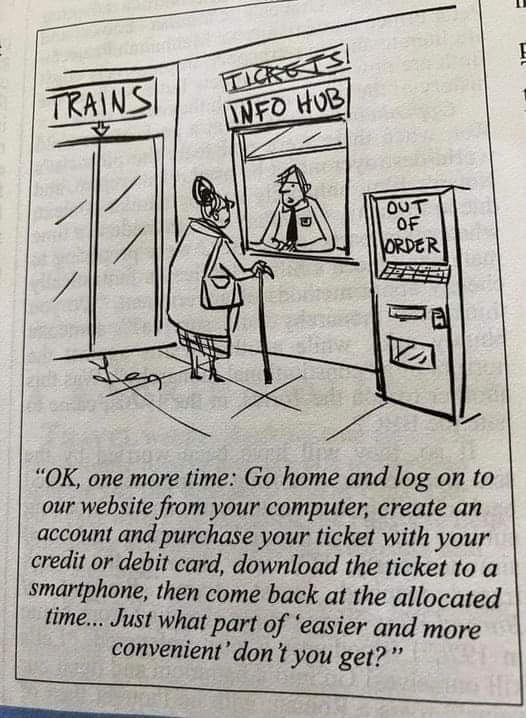 TRAINS
TICKETS
INFO HUB
OUT
OF
ORDER
Len
“OK, one more time: Go home and log on to
our website from your computer, create an
account and purchase your ticket with your
credit or debit card, download the ticket to a
smartphone, then come back at the allocated
time... Just what part of ‘easier and more
convenient’ don’t you get?”